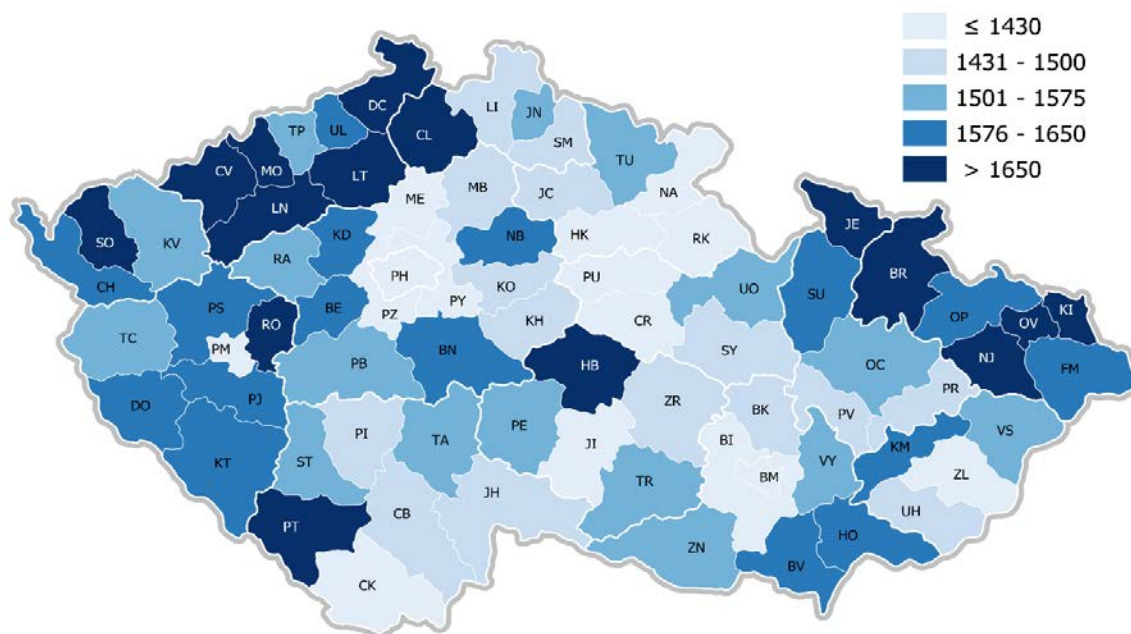 ≤ 1430
1431 - 1500
1501 - 1575
1576 - 1650
> 1650
DC
LI
JN
TP
UL
CL
SM
TU
CV
MO
LT
MB
JC
NA
ME
LN
SO
KV
KD
NB
HK
RK
JE
RA
BR
CH
PH
KO
PU
UO
SU
PS
BE
PZ
PY
KH
CR
OP
OV
KI
TC
PM
RO
PB
BN
HB
SY
OC
NJ
FM
DO
PJ
ZR
PR
KT
ST
PI
TA
PE
JI
BI
BK
PV
KM
VS
BM
VY
ZL
TR
JH
PT
CB
UH
HO
ZN
BV
CK